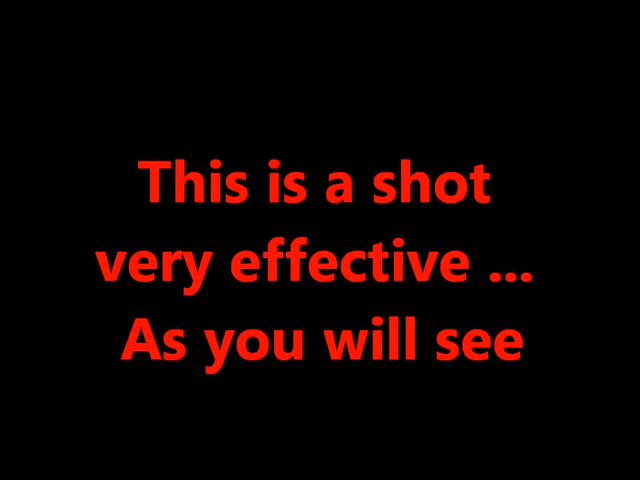 This is a shot
very effective ...
As you will see